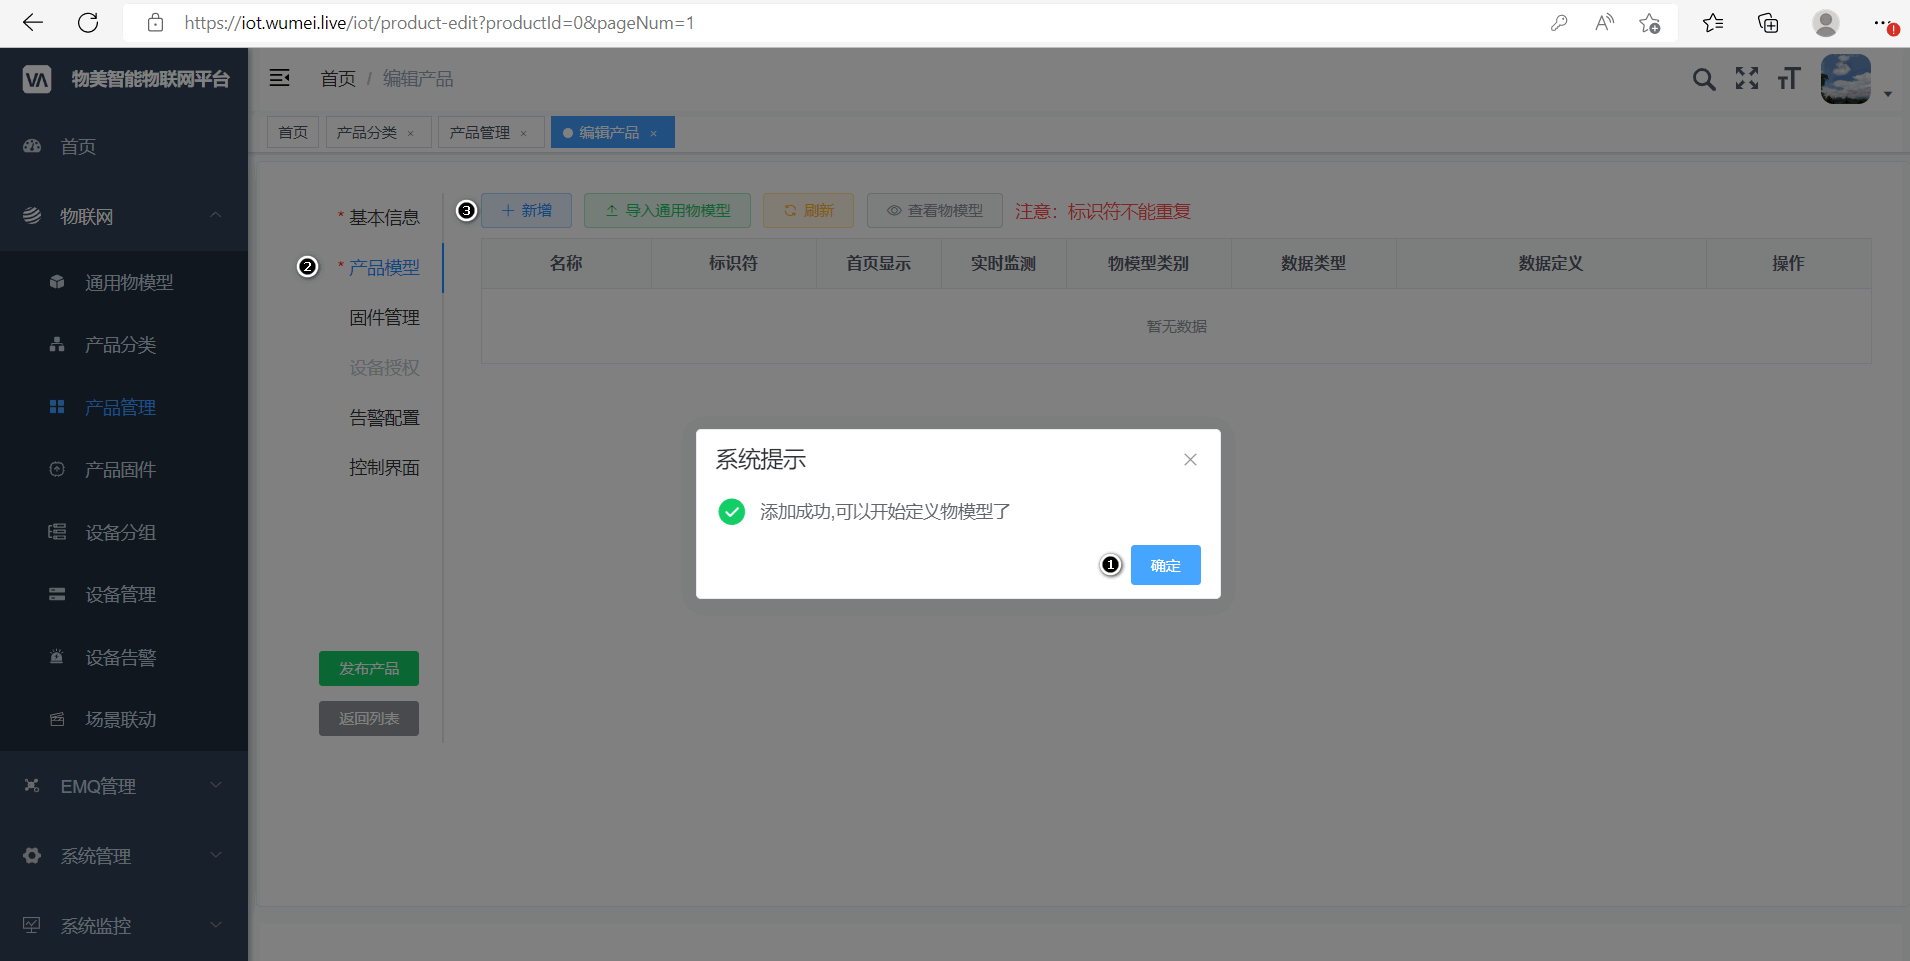 https://iot.wumei.live/iot/product-edit?productId=0&pageNum=1
物美智能物联网平台
首页 / 编辑产品
首页
产品分类 ×
产品管理 ×
编辑产品 ×
首页
物联网
通用物模型
产品分类
产品管理
产品固件
设备分组
设备管理
设备告警
场景联动
EMQ管理
系统管理
系统监控
* 基本信息
2 * 产品模型
固件管理
设备授权
告警配置
控制界面
发布产品
返回列表
3 + 新增
导入通用物模型
刷新
查看物模型
注意：标识符不能重复
名称 标识符 首页显示 实时监测 物模型类别 数据类型 数据定义 操作
暂无数据
系统提示
添加成功,可以开始定义物模型了
1 确定